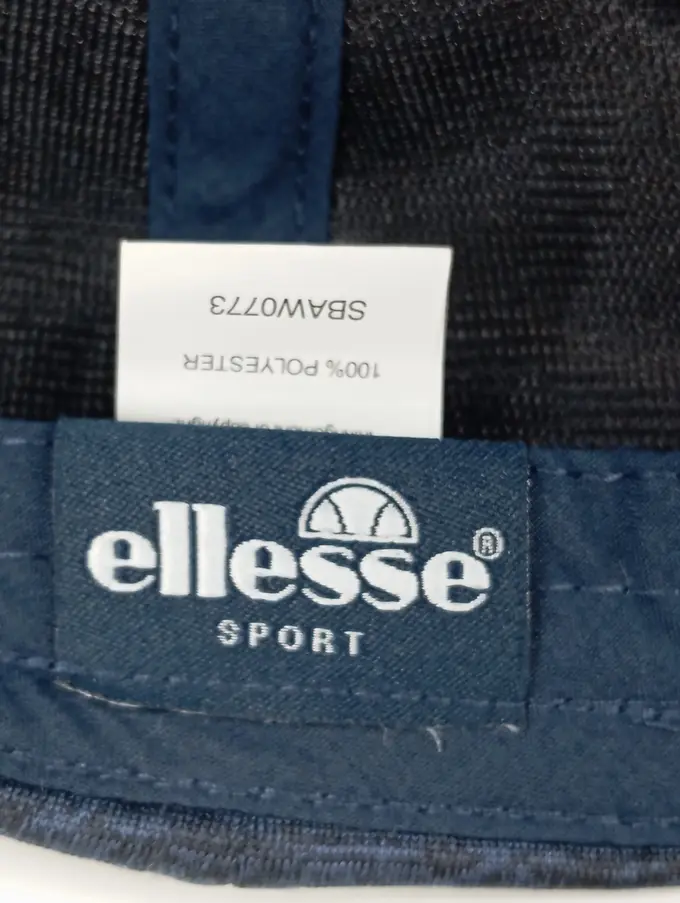 SBAW0773
100% POLYESTER
ellesse®
SPORT